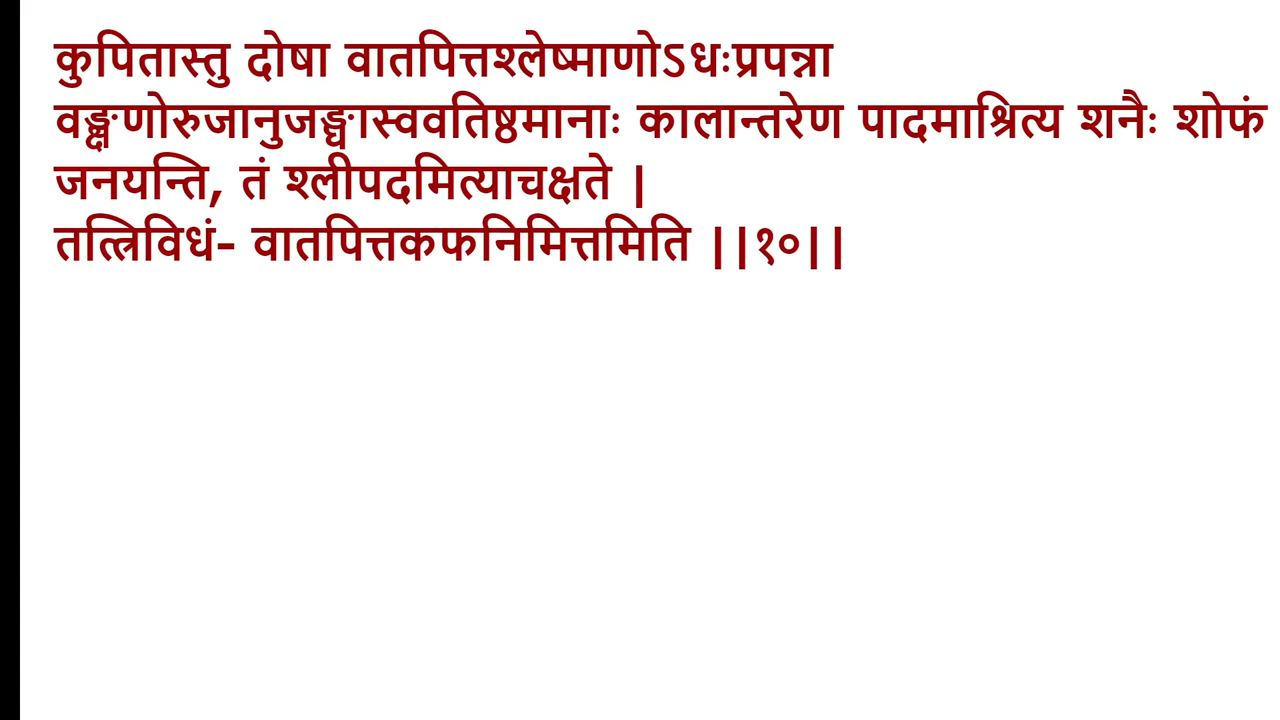 कुपितास्तु दोषा वातपित्तश्लेष्माणोऽधःप्रपन्ना
वङ्क्षणोरुजानुजङ्घास्ववतिष्ठमानाः कालान्तरेण पादमाश्रित्य शनैः शोफं
जनयन्ति, तं श्लीपदमित्याचक्षते |
तत्त्रिविधं- वातपित्तकफनिमित्तमिति ||१०||